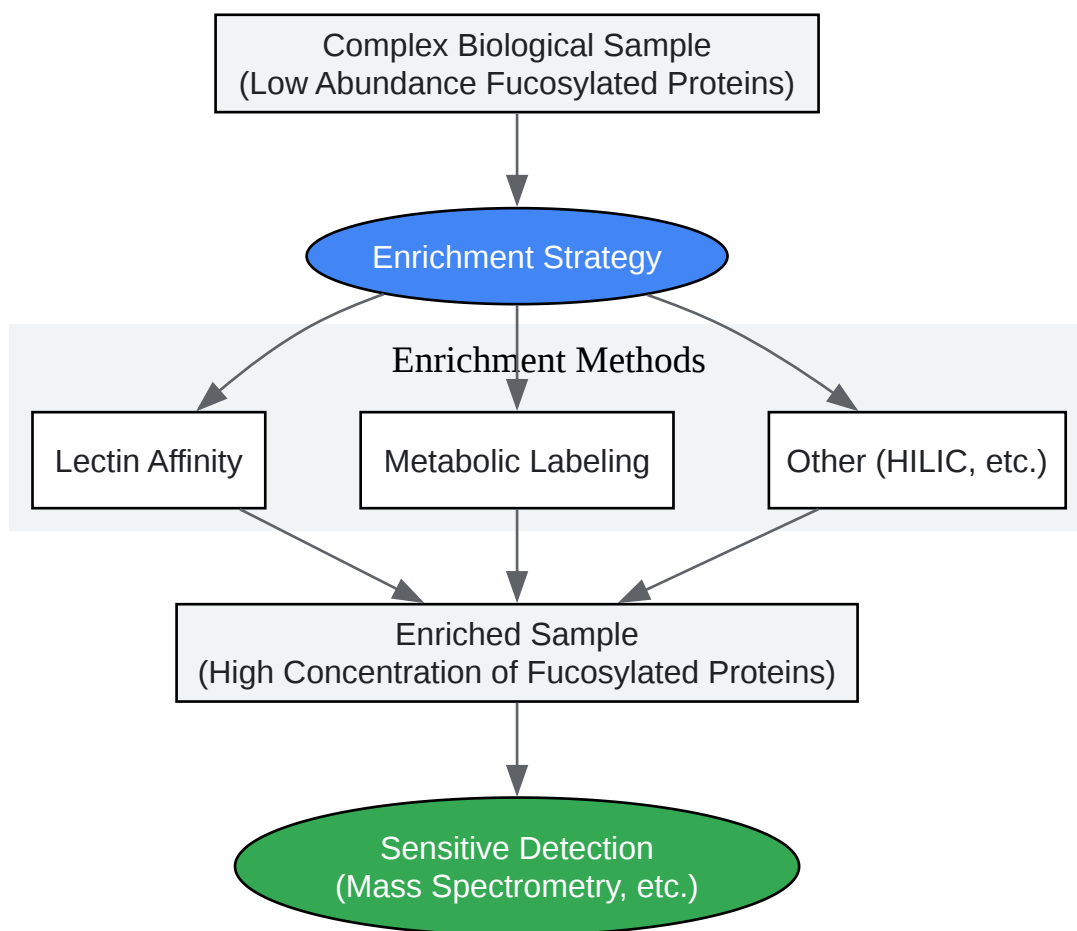 Complex Biological Sample
(Low Abundance Fucosylated Proteins)
Enrichment Strategy
Enrichment Methods
Lectin Affinity
Metabolic Labeling
Other (HILIC, etc.)
Enriched Sample
(High Concentration of Fucosylated Proteins)
Sensitive Detection
(Mass Spectrometry, etc.)